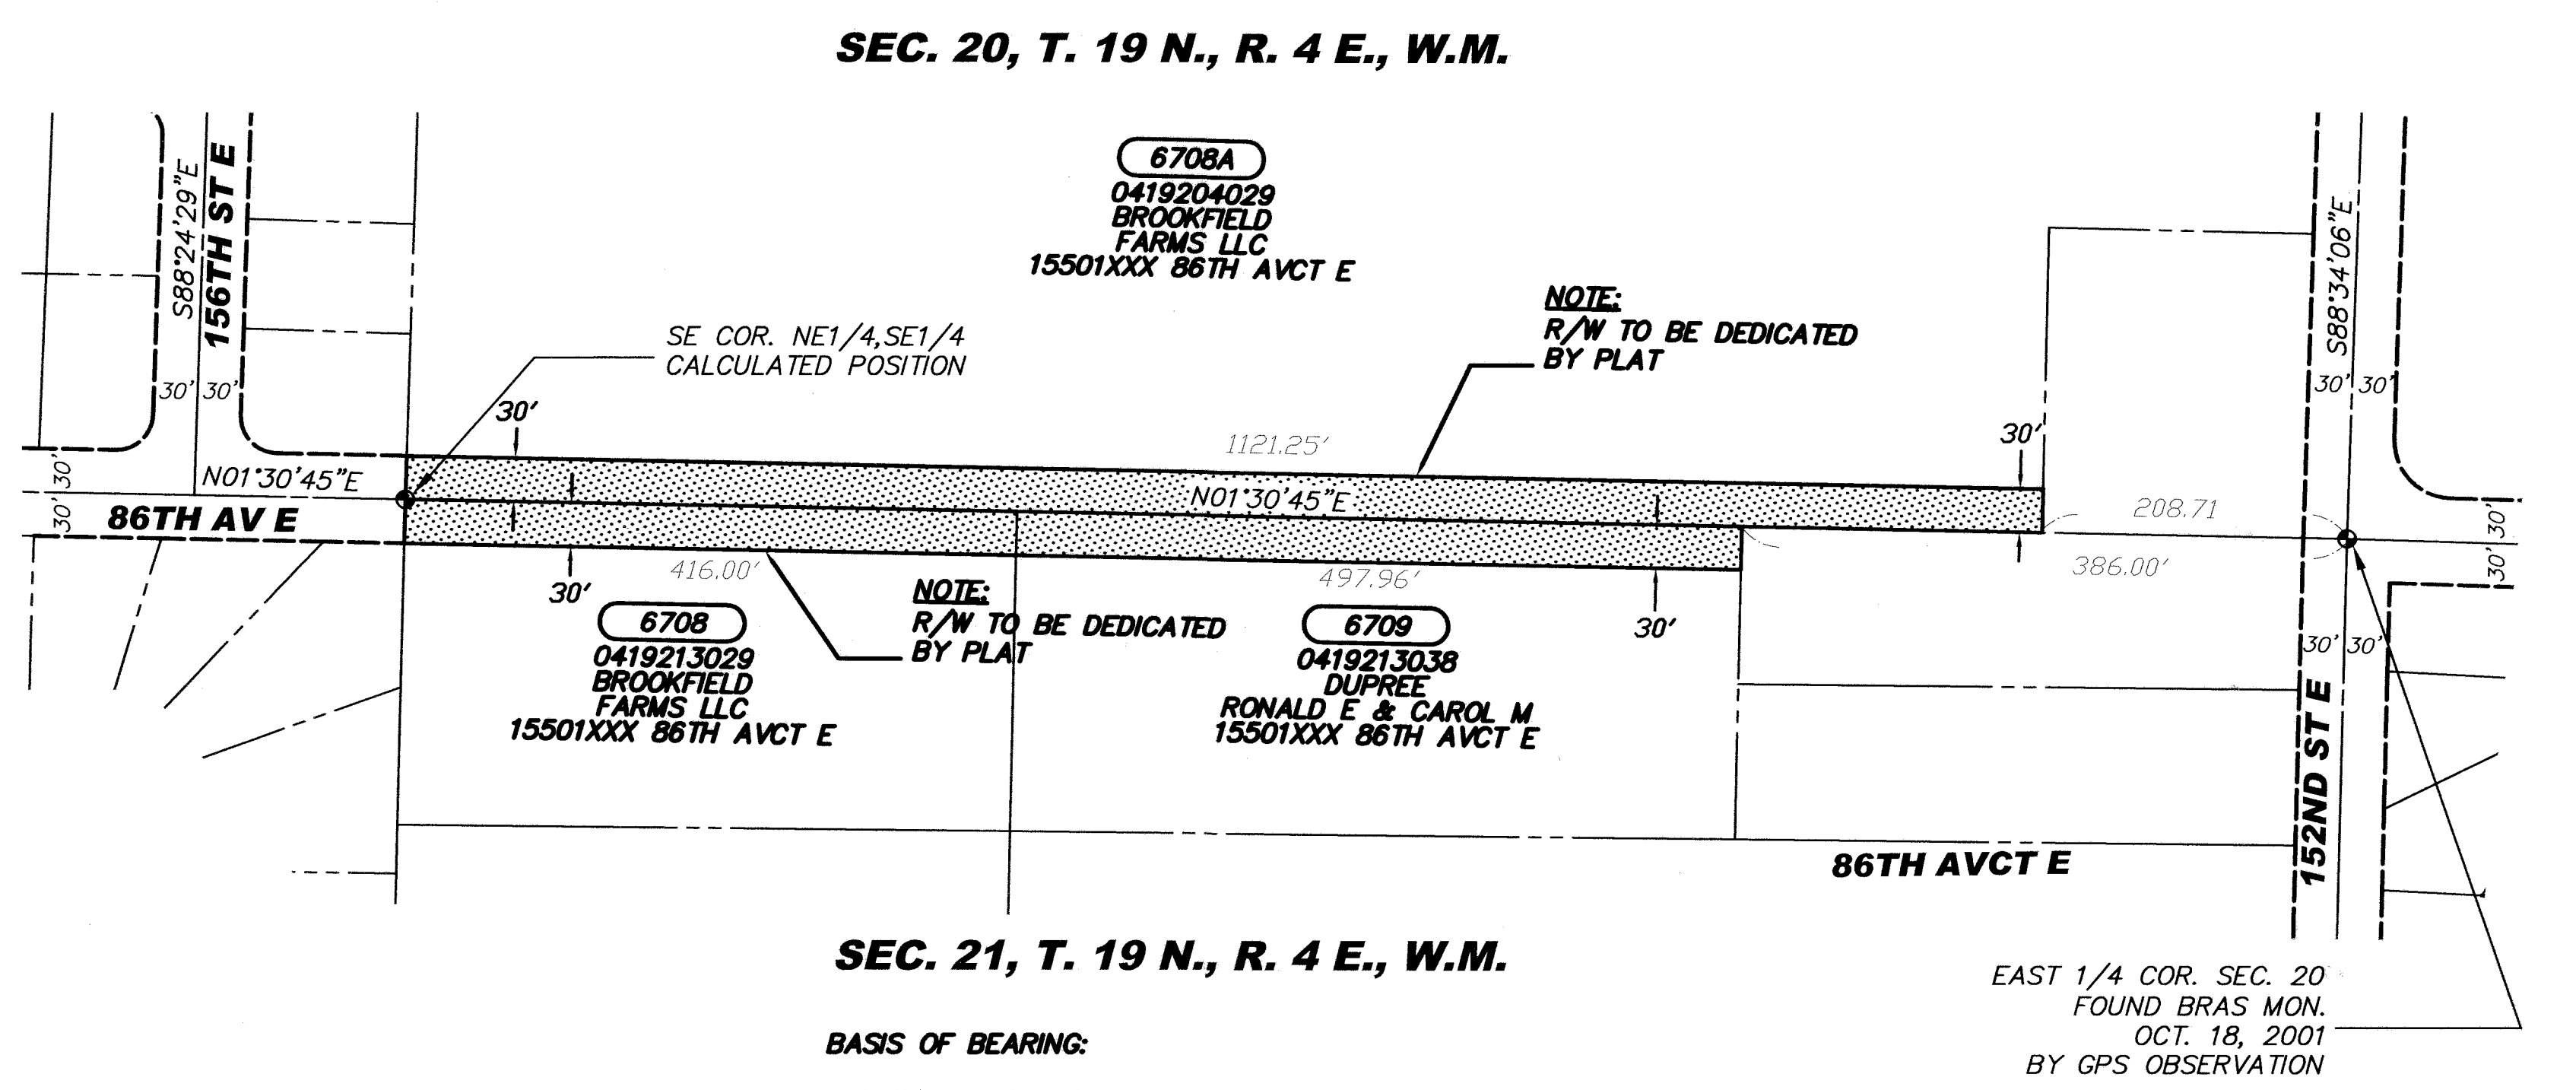 SEC. 20, T. 19 N., R. 4 E., W.M.
6708A
0419204029
BROOKFIELD
FARMS LLC
15501XXX 86TH AVCT E
S88°24'29"E
156TH ST E
30' 30'
SE COR. NE1/4,SE1/4
CALCULATED POSITION
NOTE:
R/W TO BE DEDICATED
BY PLAT
S88°34'06"E
30' 30'
30'
1121.25'
30'
30' 30'
N01°30'45"E
86TH AV E
N01°30'45"E
208.71
386.00'
30' 30'
416.00'
497.96'
30'
30'
6708
0419213029
BROOKFIELD
FARMS LLC
15501XXX 86TH AVCT E
NOTE:
R/W TO BE DEDICATED
BY PLAT
6709
0419213038
DUPREE
RONALD E & CAROL M
15501XXX 86TH AVCT E
30' 30'
152ND ST E
86TH AVCT E
SEC. 21, T. 19 N., R. 4 E., W.M.
EAST 1/4 COR. SEC. 20
FOUND BRAS MON.
OCT. 18, 2001
BY GPS OBSERVATION
BASIS OF BEARING: